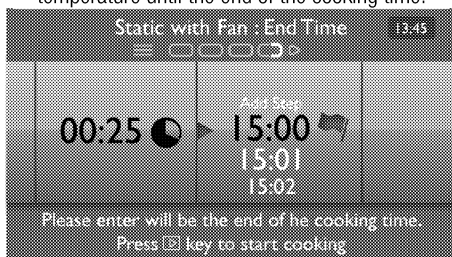 temperature until the end of the cooking time.
Static with Fan : End Time 13.45
Add Step
00:25 15:00
15:01
15:02
Please enter will be the end of he cooking time.
Press key to start cooking